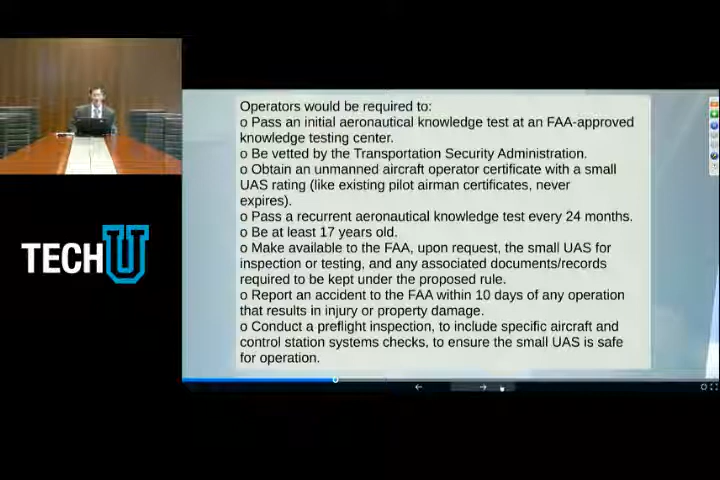 Operators would be required to:
o Pass an initial aeronautical knowledge test at an FAA-approved
knowledge testing center.
o Be vetted by the Transportation Security Administration.
o Obtain an unmanned aircraft operator certificate with a small
UAS rating (like existing pilot airman certificates, never
expires).
o Pass a recurrent aeronautical knowledge test every 24 months.
o Be at least 17 years old.
o Make available to the FAA, upon request, the small UAS for
inspection or testing, and any associated documents/records
required to be kept under the proposed rule.
o Report an accident to the FAA within 10 days of any operation
that results in injury or property damage.
o Conduct a preflight inspection, to include specific aircraft and
control station systems checks, to ensure the small UAS is safe
for operation.
TECH U